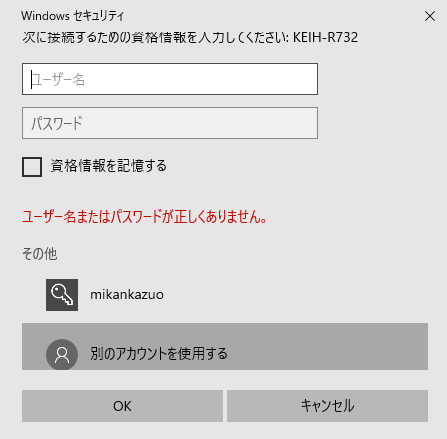 Windows セキュリティ
次に接続するための資格情報を入力してください: KEIH-R732
ユーザー名
パスワード
資格情報を記憶する
ユーザー名またはパスワードが正しくありません。
その他
mikankazuo
別のアカウントを使用する
OK
キャンセル